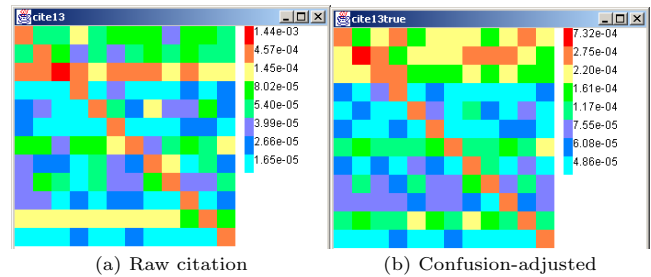 cite13
1.44e-03
4.57e-04
1.45e-04
8.02e-05
5.40e-05
3.99e-05
2.66e-05
1.65e-05
(a) Raw citation
cite13true
7.32e-04
2.75e-04
2.20e-04
1.61e-04
1.17e-04
7.55e-05
6.08e-05
4.86e-05
(b) Confusion-adjusted